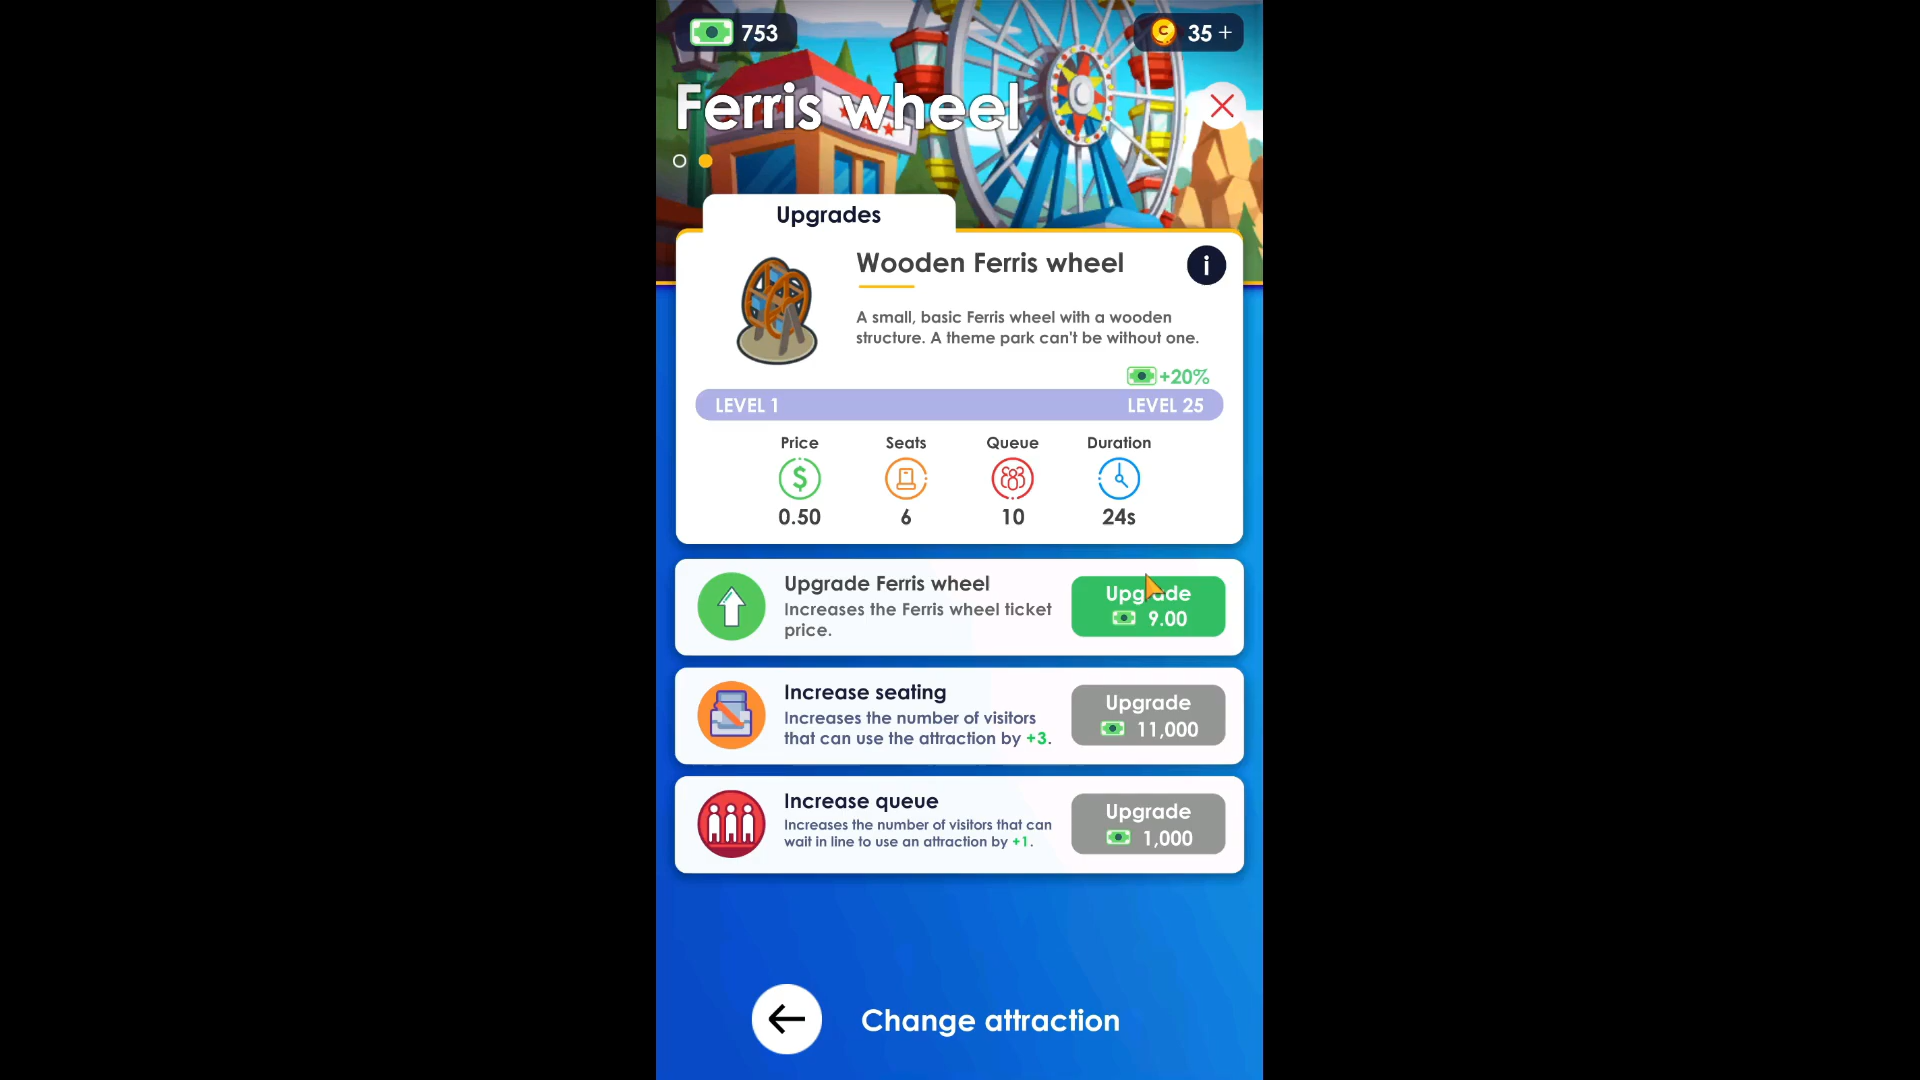 753
35 +
Ferris wheel
Upgrades
Wooden Ferris wheel
i
A small, basic Ferris wheel with a wooden
structure. A theme park can't be without one.
+20%
LEVEL 1 LEVEL 25
Price Seats Queue Duration
0.50 6 10 24s
Upgrade Ferris wheel
Increases the Ferris wheel ticket
price.
Upgrade
9.00
Increase seating
Increases the number of visitors
that can use the attraction by +3.
Upgrade
11,000
Increase queue
Increases the number of visitors that can
wait in line to use an attraction by +1.
Upgrade
1,000
Change attraction